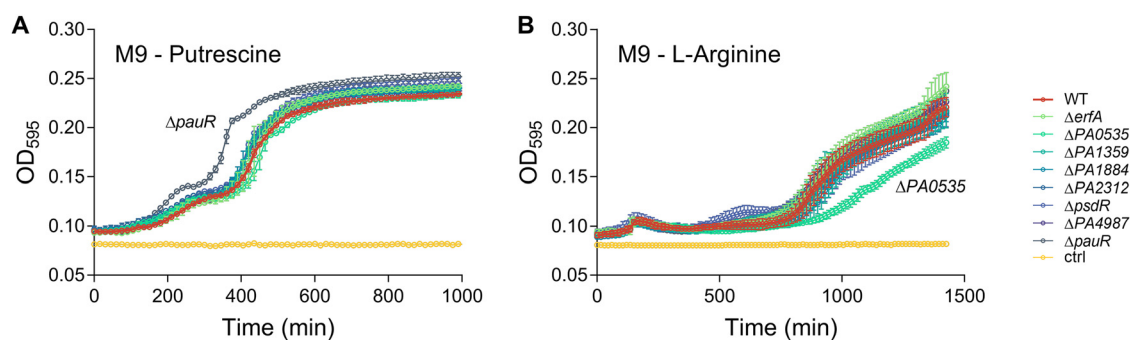 A
M9 - Putrescine
OD595
0.30
0.25
0.20
0.15
0.10
0.05
ΔpauR
0
200
400
600
800
1000
Time (min)
B
M9 - L-Arginine
OD595
0.30
0.25
0.20
0.15
0.10
0.05
ΔPA0535
0
500
1000
1500
Time (min)
WT
ΔerfA
ΔPA0535
ΔPA1359
ΔPA1884
ΔPA2312
ΔpsdR
ΔPA4987
ΔpauR
ctrl